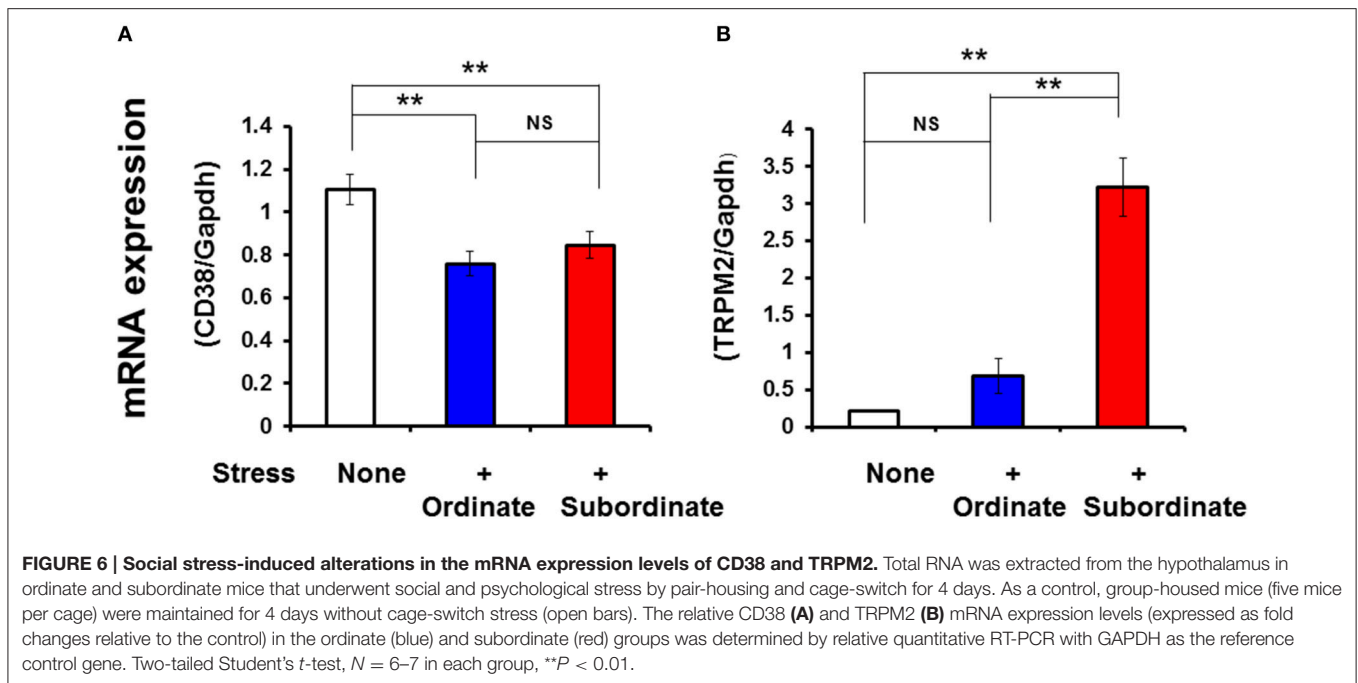 A
B
**
**
NS
**
**
NS
mRNA expression
(CD38/Gapdh)
1.4
1.2
1
0.8
0.6
0.4
0.2
0
(TRPM2/Gapdh)
4
3.5
3
2.5
2
1.5
1
0.5
0
Stress None + +
Ordinate Subordinate
None + +
Ordinate Subordinate
FIGURE 6 | Social stress-induced alterations in the mRNA expression levels of CD38 and TRPM2. Total RNA was extracted from the hypothalamus in
ordinate and subordinate mice that underwent social and psychological stress by pair-housing and cage-switch for 4 days. As a control, group-housed mice (five mice
per cage) were maintained for 4 days without cage-switch stress (open bars). The relative CD38 (A) and TRPM2 (B) mRNA expression levels (expressed as fold
changes relative to the control) in the ordinate (blue) and subordinate (red) groups was determined by relative quantitative RT-PCR with GAPDH as the reference
control gene. Two-tailed Student's t-test, N = 6–7 in each group, **P < 0.01.